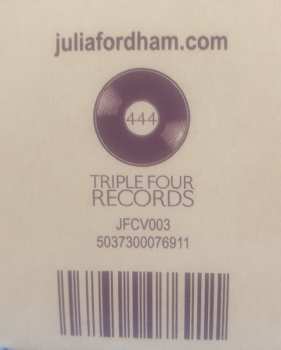 juliafordham.com
444
TRIPLE FOUR
RECORDS
JFCV003
5037300076911